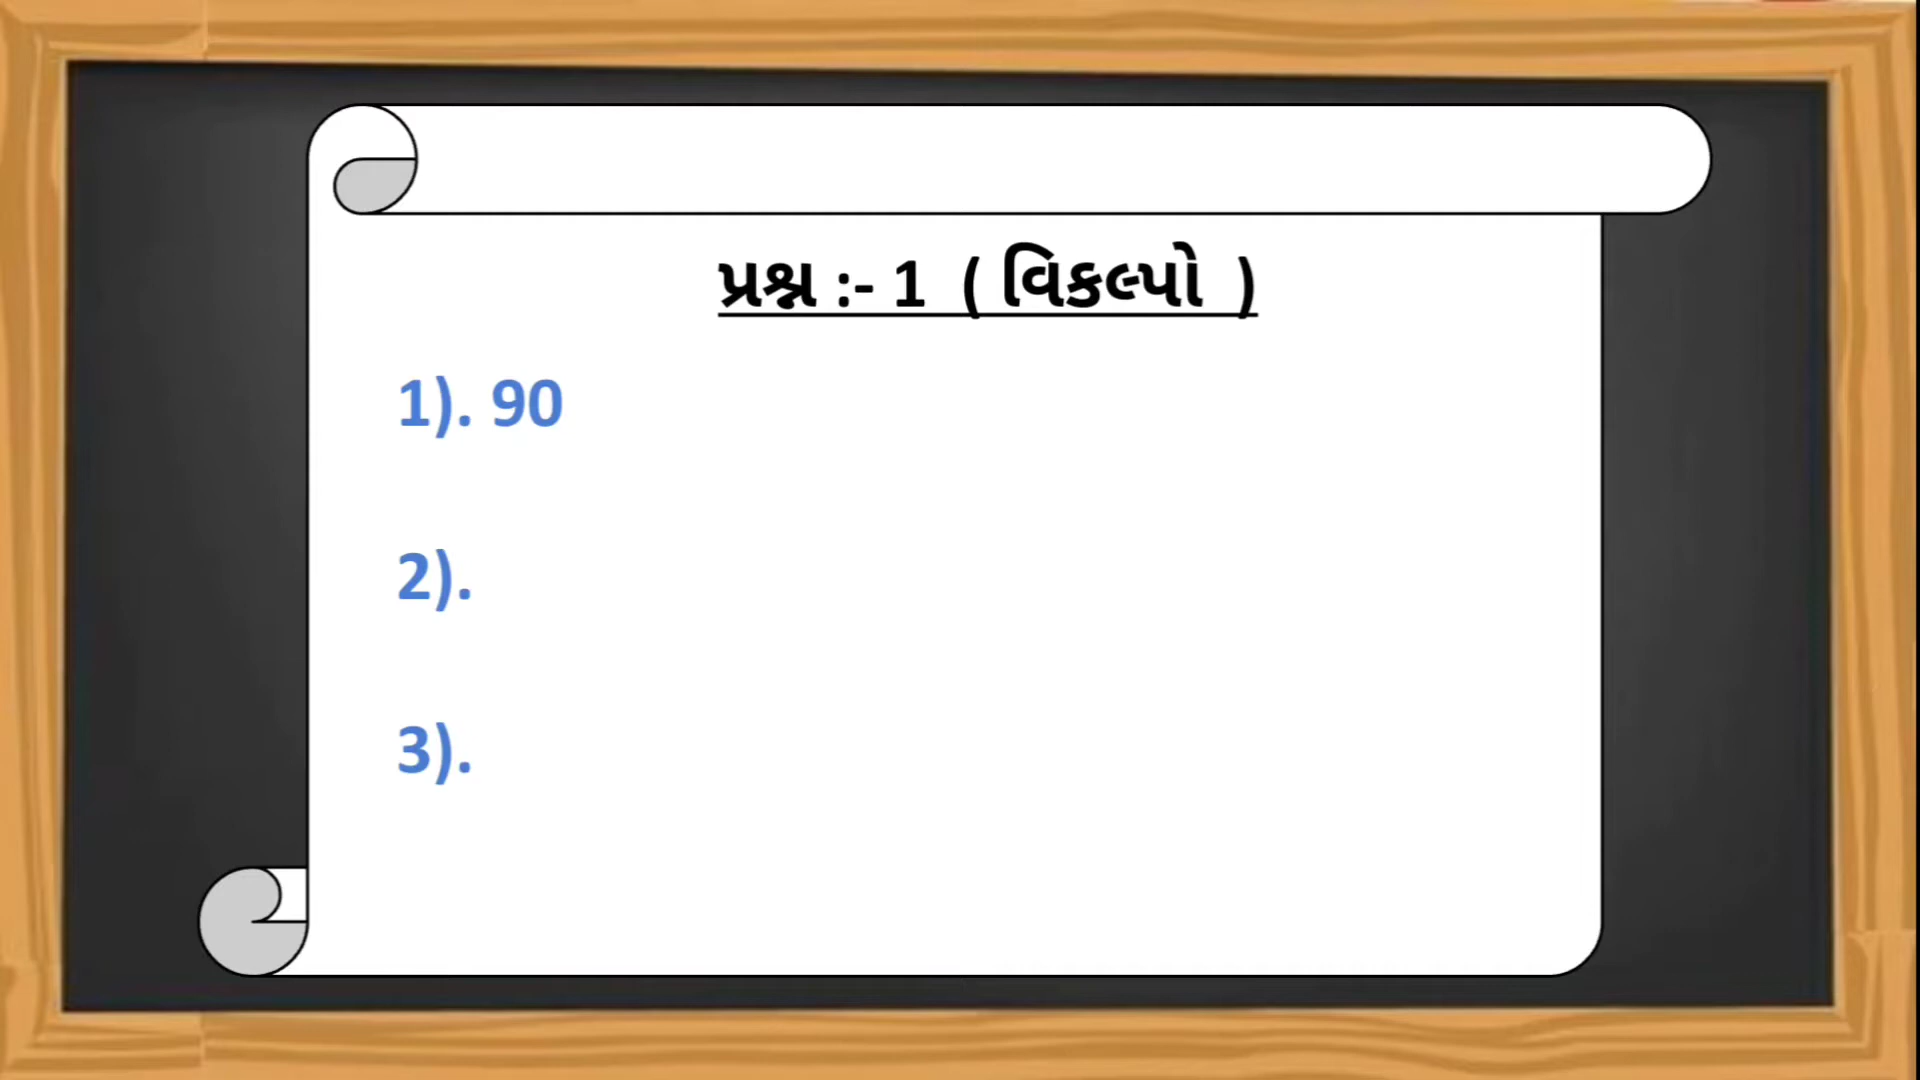 પ્રશ્ન :- 1 ( વિકલ્પો )
1). 90
2).
3).